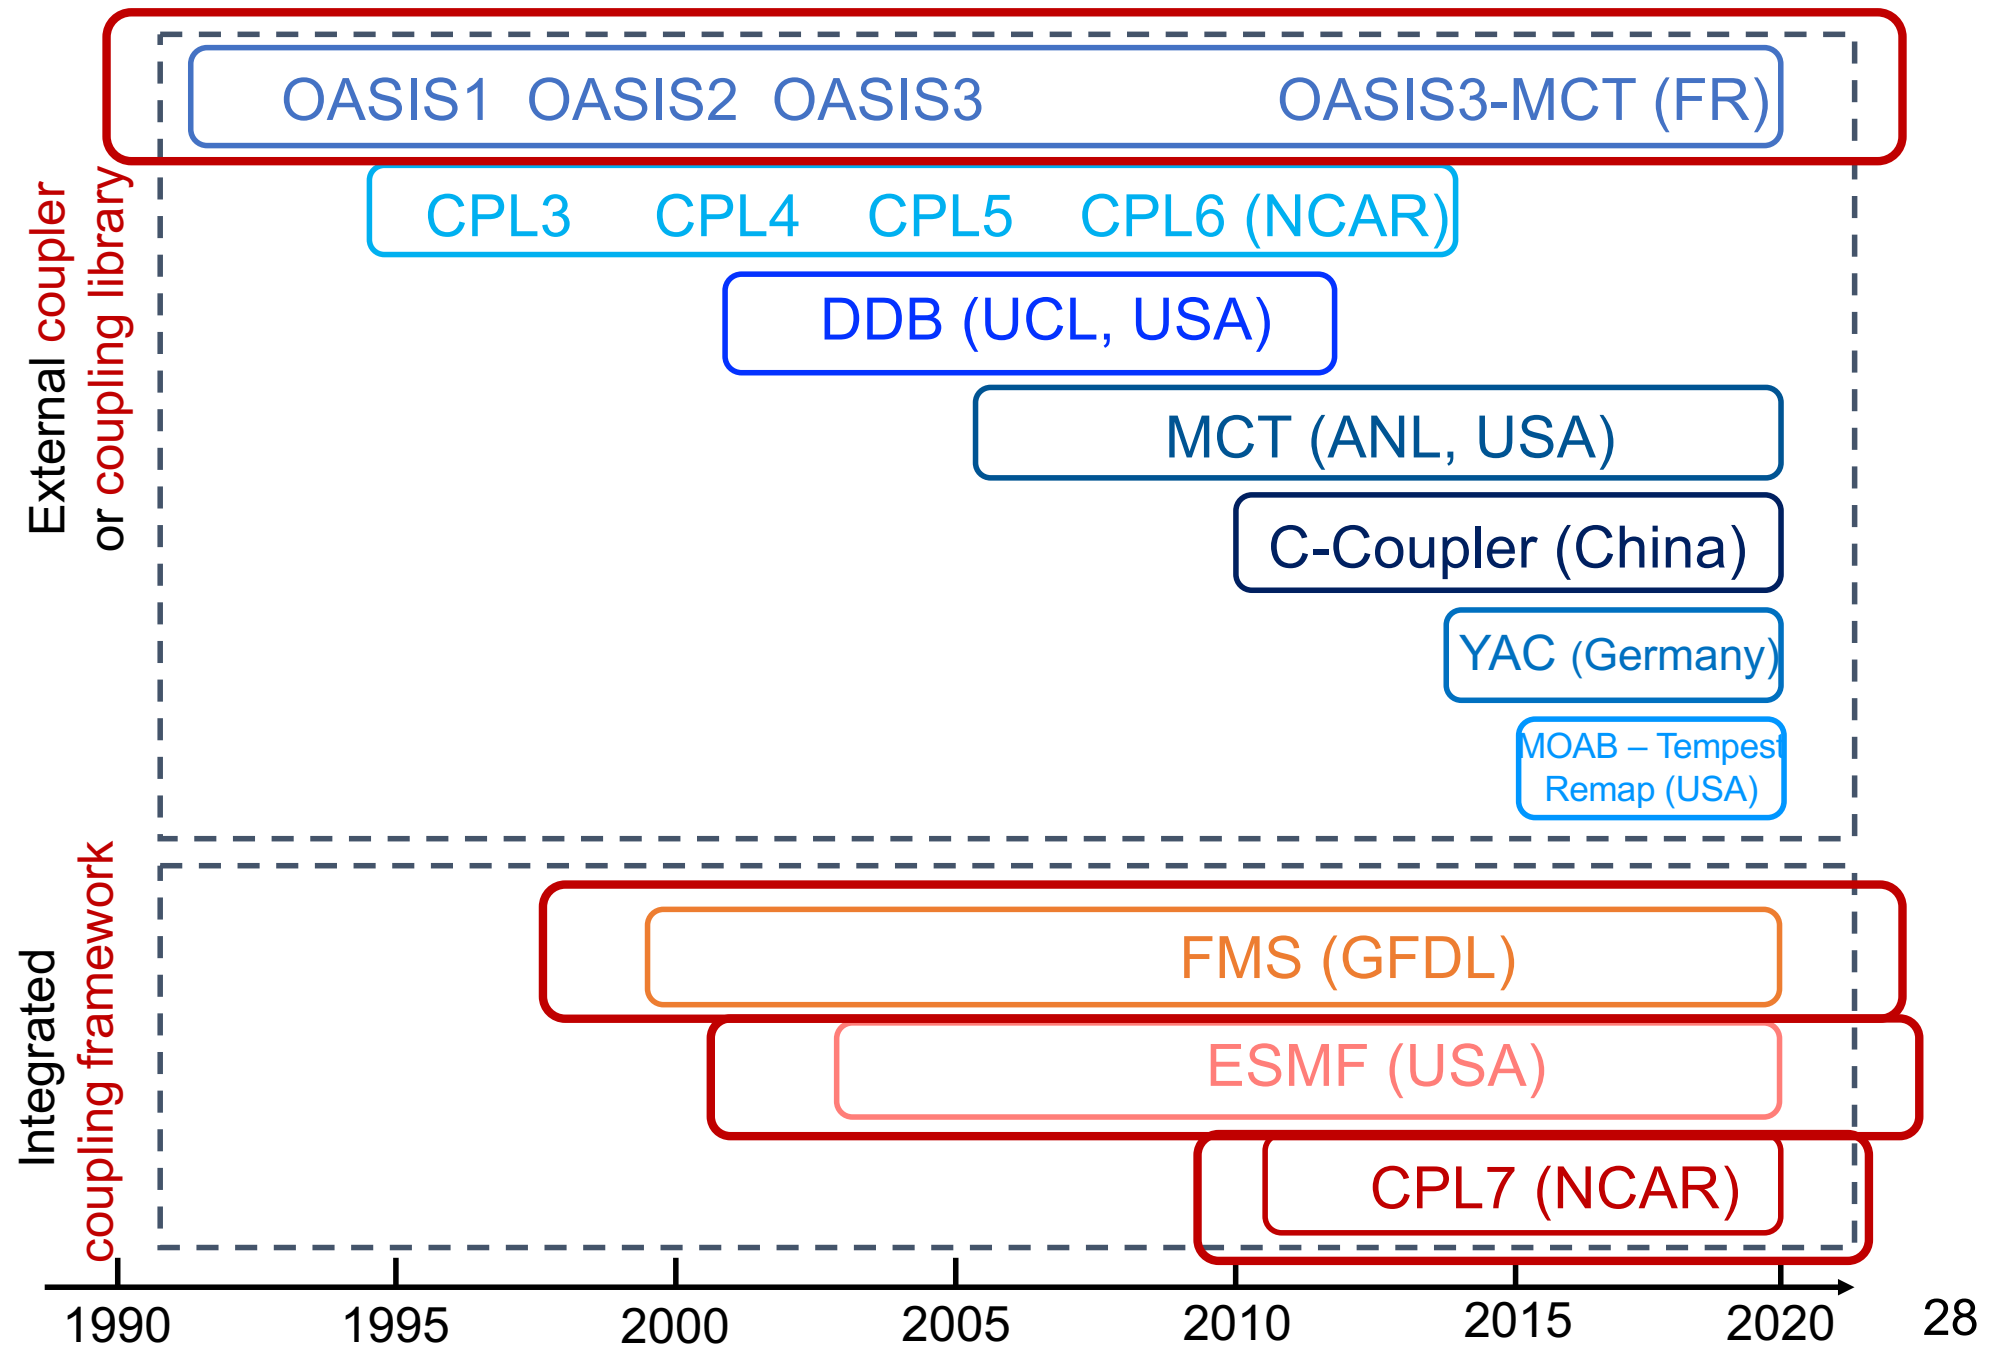 External coupler
or coupling library
OASIS1 OASIS2 OASIS3 OASIS3-MCT (FR)
CPL3 CPL4 CPL5 CPL6 (NCAR)
DDB (UCL, USA)
MCT (ANL, USA)
C-Coupler (China)
YAC (Germany)
MOAB – Tempest
Remap (USA)
Integrated
coupling framework
FMS (GFDL)
ESMF (USA)
CPL7 (NCAR)
1990 1995 2000 2005 2010 2015 2020
28